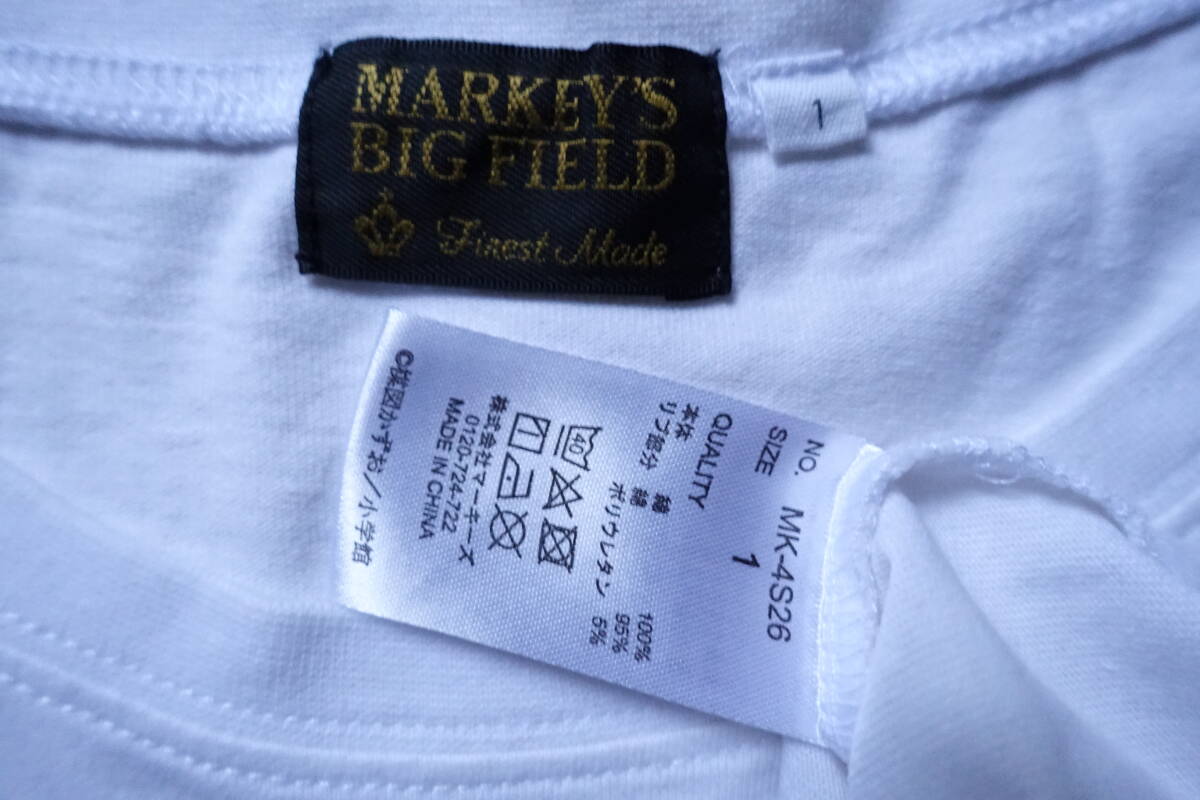 MARKEY'S
BIG FIELD
Finest Made
1
NO. MK-4S26
SIZE 1
QUALITY
本体 綿 100%
リブ部分 綿 95%
ポリウレタン 5%
40
株式会社マーキーズ
0120-724-722
MADE IN CHINA
©楳図かずお/小学館